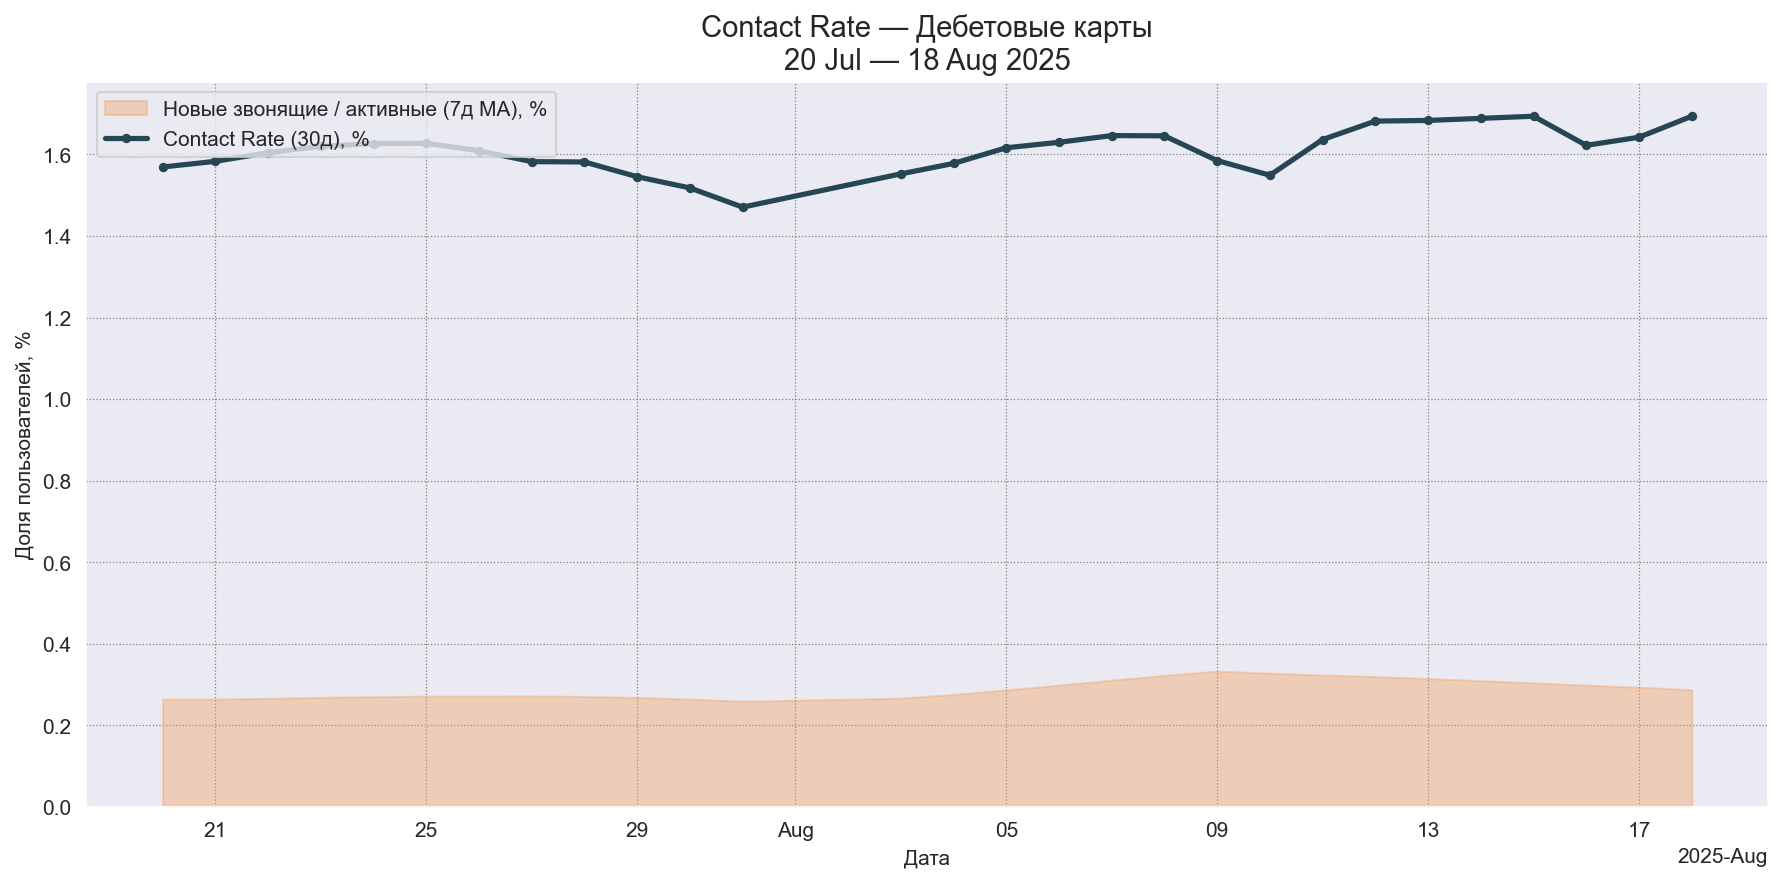 Contact Rate — Дебетовые карты
20 Jul — 18 Aug 2025
Новые звонящие / активные (7д MA), %
Contact Rate (30д), %
Доля пользователей, %
1.6
1.4
1.2
1.0
0.8
0.6
0.4
0.2
0.0
21 25 29 Aug 05 09 13 17
Дата
2025-Aug